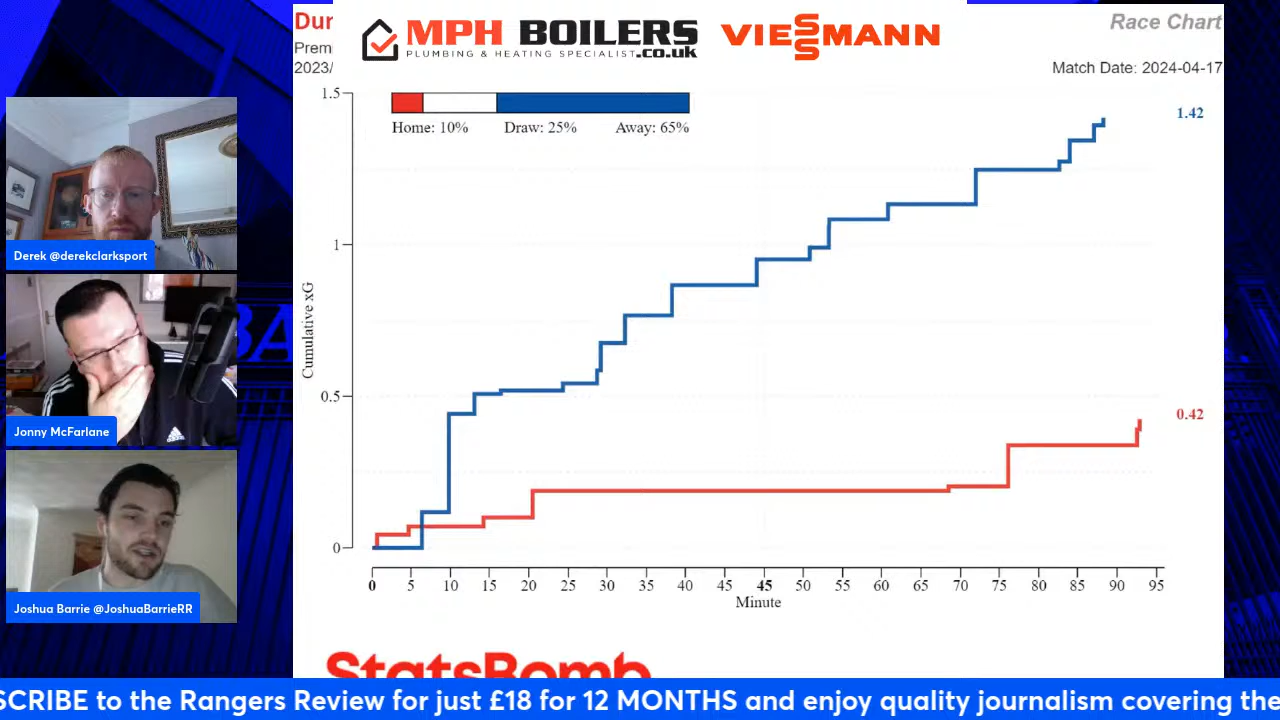 Dur
Prem
2023/
MPH BOILERS
PLUMBING & HEATING SPECIALIST .co.uk
VIESSMANN
Race Chart
Match Date: 2024-04-17
Home: 10% Draw: 25% Away: 65%
1.5
1
0.5
0
Cumulative xG
1.42
0.42
0 5 10 15 20 25 30 35 40 45 45 50 55 60 65 70 75 80 85 90 95
Minute
StatsBomb
Derek @derekclarksport
Jonny McFarlane
adidas
Joshua Barrie @JoshuaBarrieRR
SCRIBE to the Rangers Review for just £18 for 12 MONTHS and enjoy quality journalism covering the